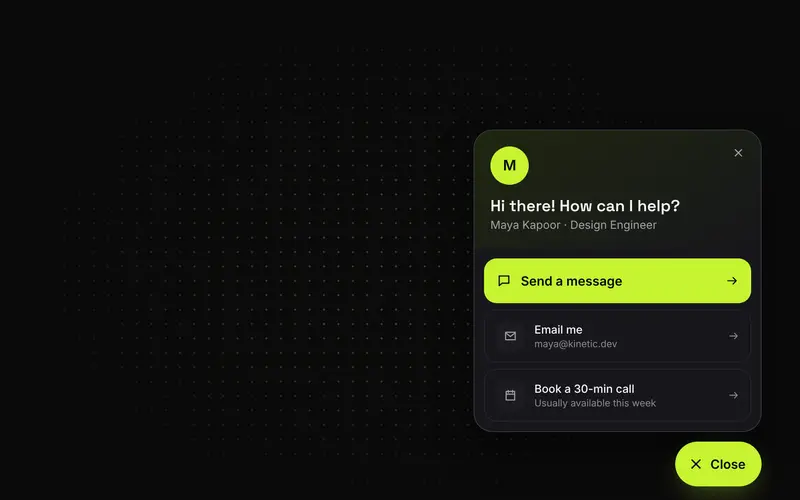 M
Hi there! How can I help?
Maya Kapoor · Design Engineer
Send a message
Email me
maya@kinetic.dev
Book a 30-min call
Usually available this week
Close